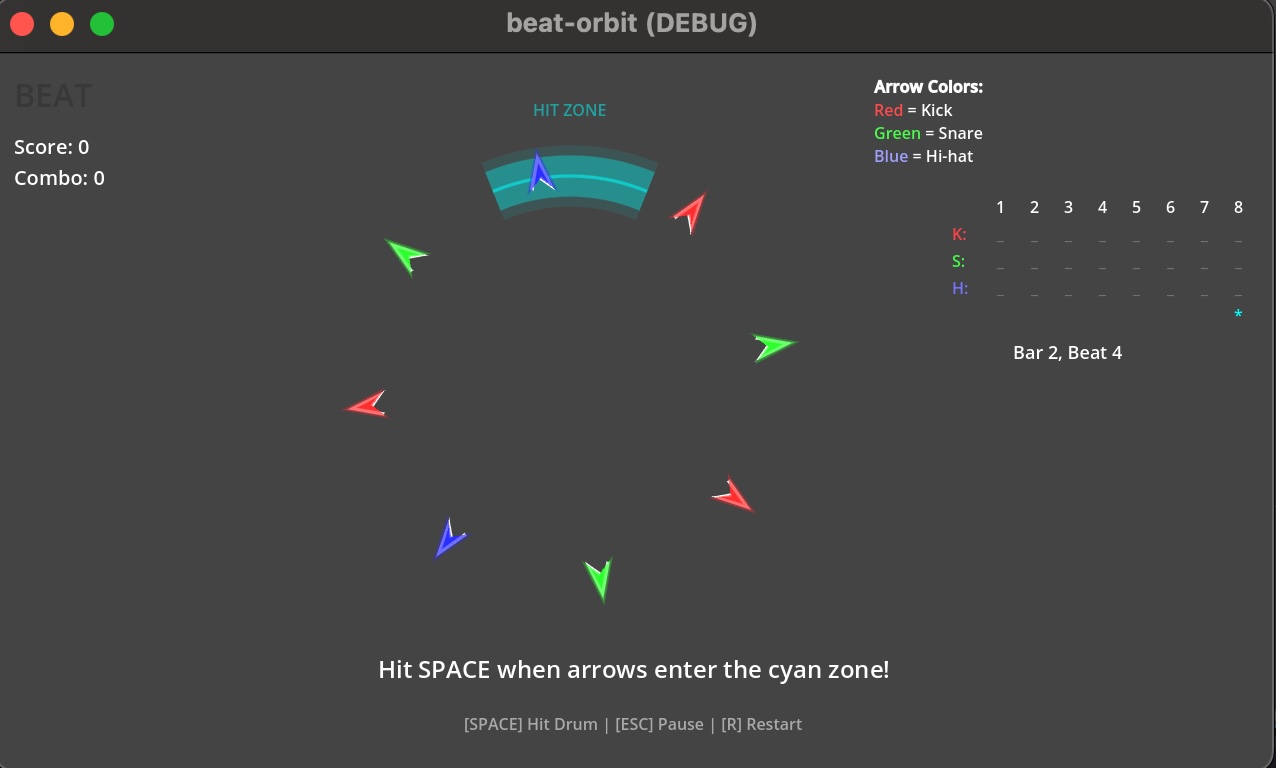 beat-orbit (DEBUG)
BEAT
Score: 0
Combo: 0
HIT ZONE
Arrow Colors:
Red = Kick
Green = Snare
Blue = Hi-hat
1 2 3 4 5 6 7 8
K: _ _ _ _ _ _ _ _
S: _ _ _ _ _ _ _ _
H: _ _ _ _ _ _ _ _
*
Bar 2, Beat 4
Hit SPACE when arrows enter the cyan zone!
[SPACE] Hit Drum | [ESC] Pause | [R] Restart